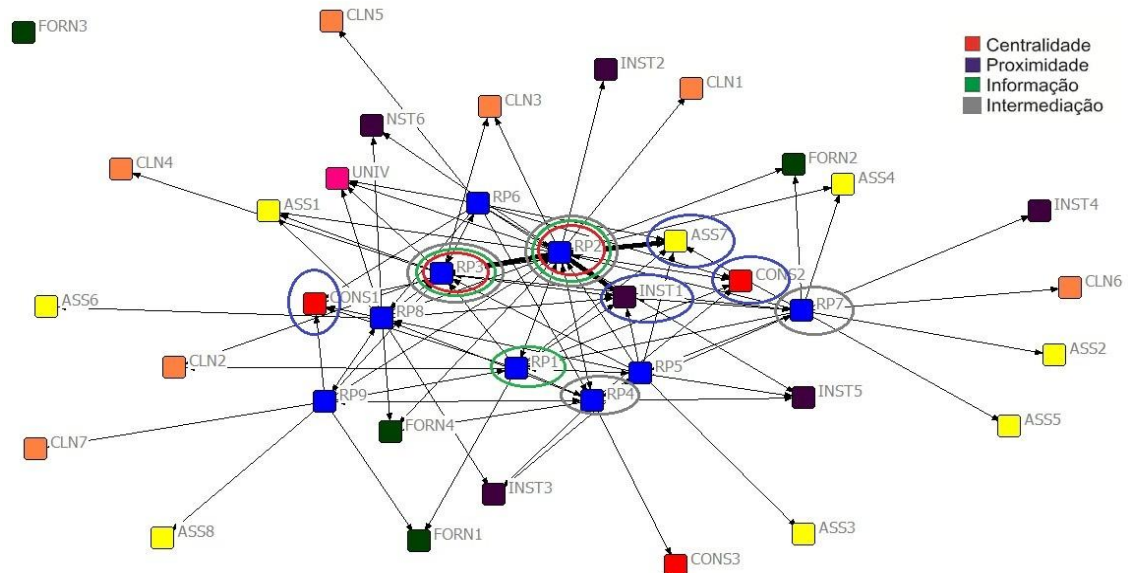 FORN3
CLN5
Centralidade
Proximidade
Informação
Intermediação
INST2
CLN1
CLN3
NST6
FORN2
CLN4
UNIV
ASS4
RP6
ASS1
INST4
ASS7
RP2
RP3
CONS2
CLN6
ASS6
CONS1
INST1
RP7
RP8
ASS2
CLN2
RP1
RP5
INST5
RP9
RP4
ASS5
FORN4
CLN7
INST3
ASS8
FORN1
ASS3
CONS3